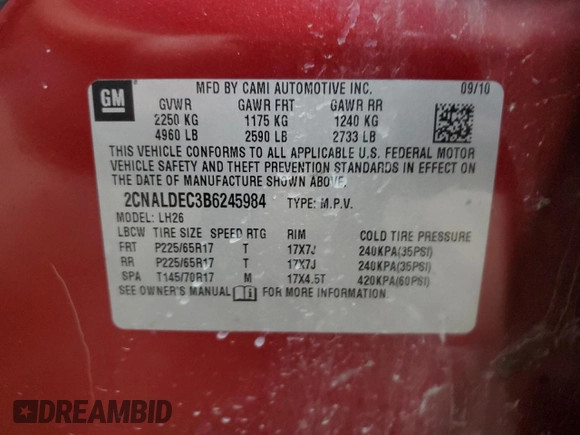 GM
MFD BY CAMI AUTOMOTIVE INC. 09/10
GVWR GAWR FRT GAWR RR
2250 KG 1175 KG 1240 KG
4960 LB 2590 LB 2733 LB
THIS VEHICLE CONFORMS TO ALL APPLICABLE U.S. FEDERAL MOTOR
VEHICLE SAFETY AND THEFT PREVENTION STANDARDS IN EFFECT ON
THE DATE OF MANUFACTURE SHOWN ABOVE.
2CNALDEC3B6245984 TYPE: M.P.V.
MODEL: LH26
LBCW TIRE SIZE SPEED RTG RIM COLD TIRE PRESSURE
FRT P225/65R17 T 17X7J 240KPA(35PSI)
RR P225/65R17 T 17X7J 240KPA(35PSI)
SPA T145/70R17 M 17X4.5T 420KPA(60PSI)
SEE OWNER'S MANUAL FOR MORE INFORMATION.
DREAMBID